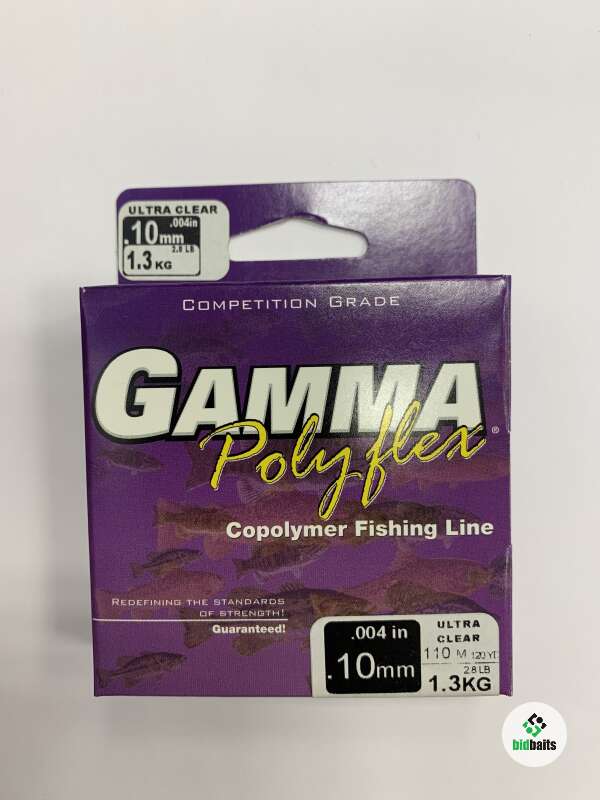 ULTRA CLEAR
.004in
.10mm
2.8 LB
1.3 KG
COMPETITION GRADE
GAMMA
Polyflex®
Copolymer Fishing Line
REDEFINING THE STANDARDS
OF STRENGTH!
Guaranteed!
.004 in
.10mm
ULTRA
CLEAR
110 M 120 YD
2.8 LB
1.3KG
bidbaits